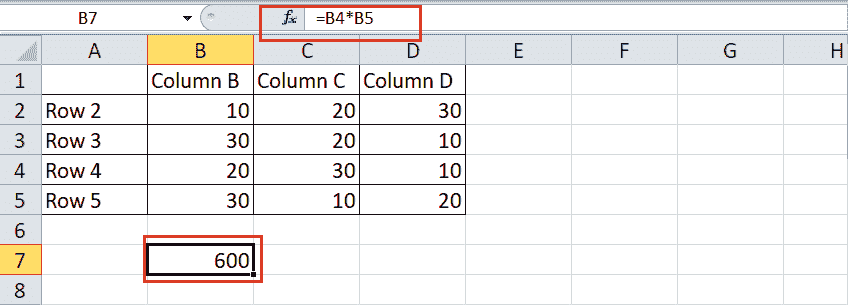 B7 fx =B4*B5
A B C D E F G H
1 Column B Column C Column D
2 Row 2 10 20 30
3 Row 3 30 20 10
4 Row 4 20 30 10
5 Row 5 30 10 20
6
7 600
8